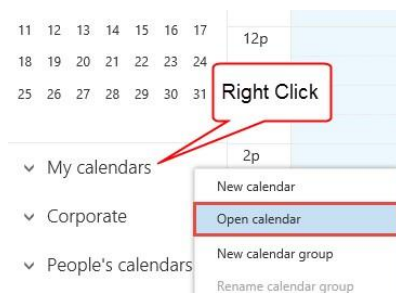 11 12 13 14 15 16 17
12p
18 19 20 21 22 23 24
25 26 27 28 29 30 31
Right Click
2p
My calendars
New calendar
Open calendar
Corporate
New calendar group
People's calendars
Rename calendar group